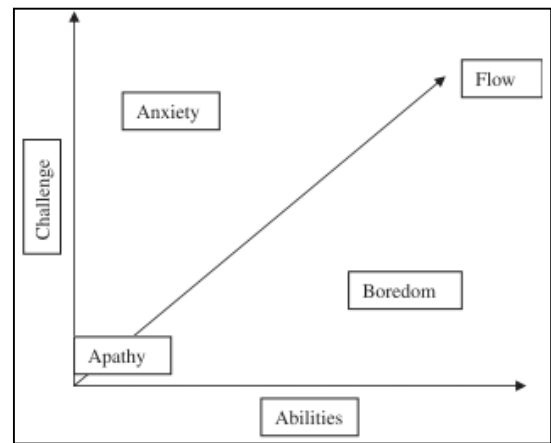 Flow
Anxiety
Challenge
Boredom
Apathy
Abilities